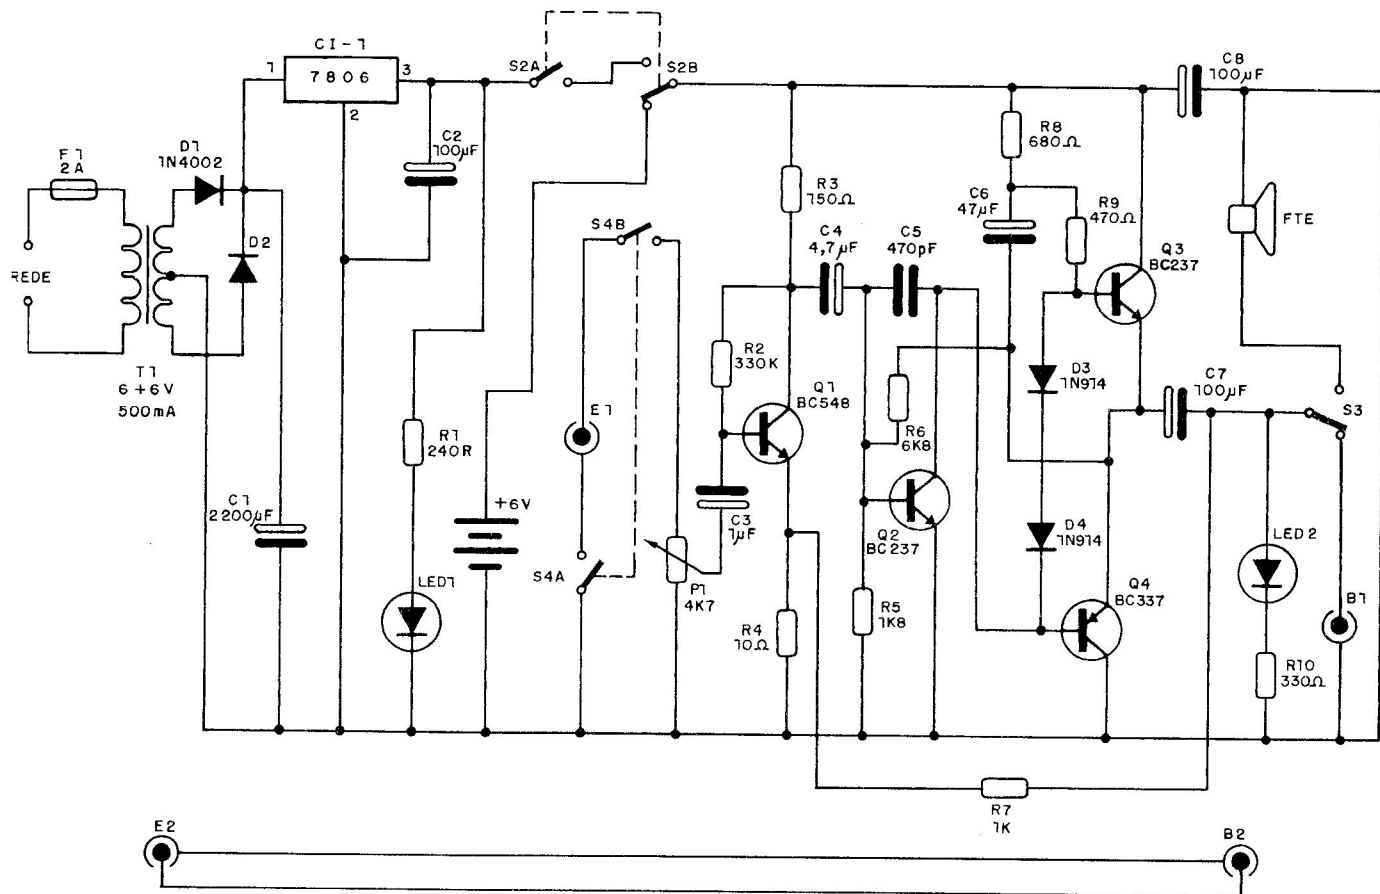 CI-1
7806
1
3
2
S2A
S2B
C8
100µF
F1
2A
D1
1N4002
C2
100µF
R8
680Ω
R3
150Ω
C6
47µF
R9
470Ω
FTE
S4B
C4
4,7µF
C5
470pF
Q3
BC237
D2
REDE
R2
330K
D3
1N914
C7
100µF
T1
6+6V
500mA
Q1
BC548
S3
E1
R1
240R
R6
6K8
C1
2200µF
+6V
C3
1µF
Q2
BC237
D4
1N914
LED2
S4A
LED1
P1
4K7
R5
1K8
Q4
BC337
B1
R4
10Ω
R10
330Ω
R7
1K
E2
B2